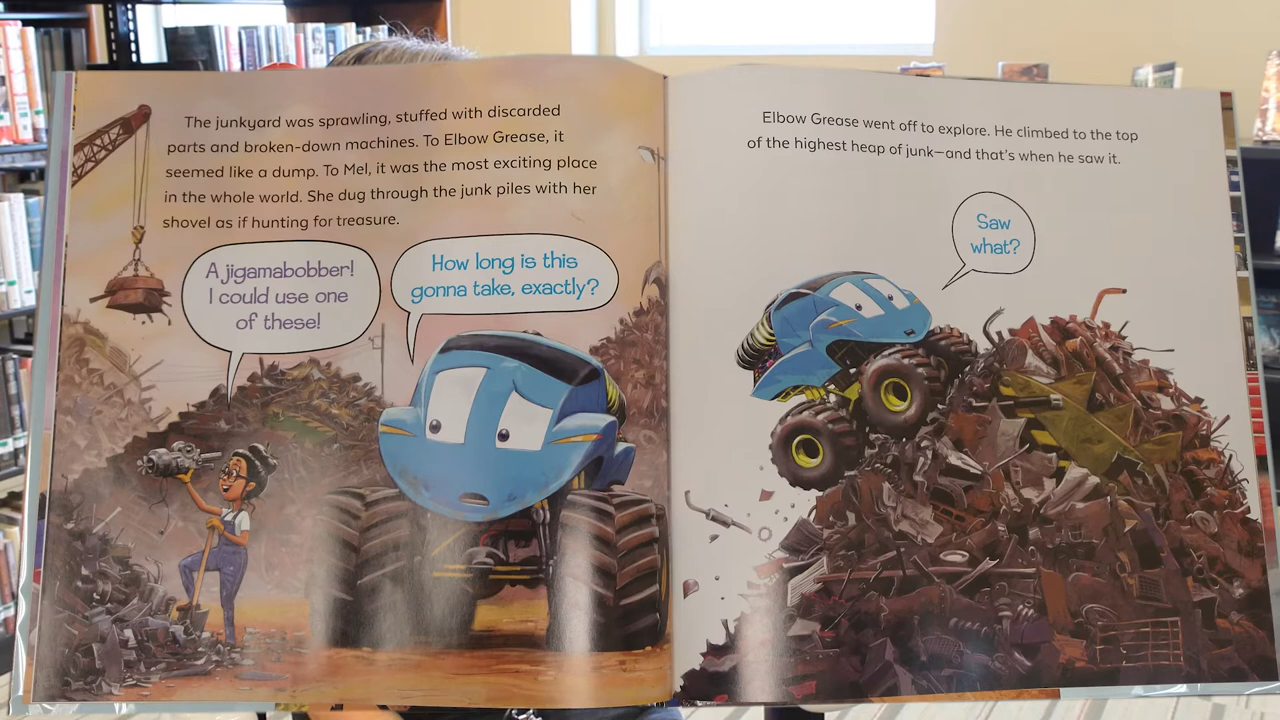 The junkyard was sprawling, stuffed with discarded
parts and broken-down machines. To Elbow Grease, it
seemed like a dump. To Mel, it was the most exciting place
in the whole world. She dug through the junk piles with her
shovel as if hunting for treasure.
A jigamabobber!
I could use one
of these!
How long is this
gonna take, exactly?
Elbow Grease went off to explore. He climbed to the top
of the highest heap of junk—and that's when he saw it.
Saw
what?